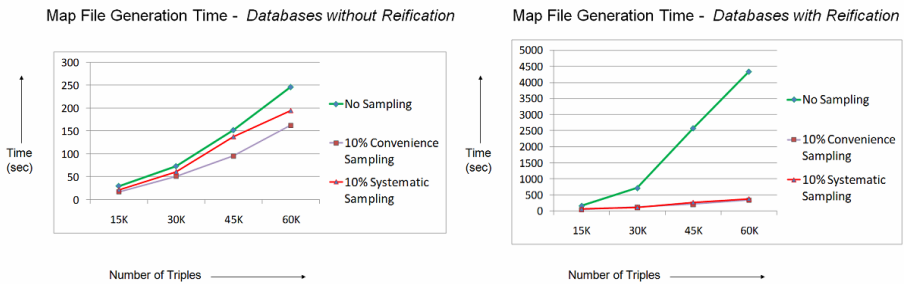 Map File Generation Time - Databases without Reification
300
250
200
150
100
50
0
Time
(sec)
15K 30K 45K 60K
No Sampling
10% Convenience
Sampling
10% Systematic
Sampling
Number of Triples
Map File Generation Time - Databases with Reification
5000
4500
4000
3500
3000
2500
2000
1500
1000
500
0
Time
(sec)
15K 30K 45K 60K
No Sampling
10% Convenience
Sampling
10% Systematic
Sampling
Number of Triples